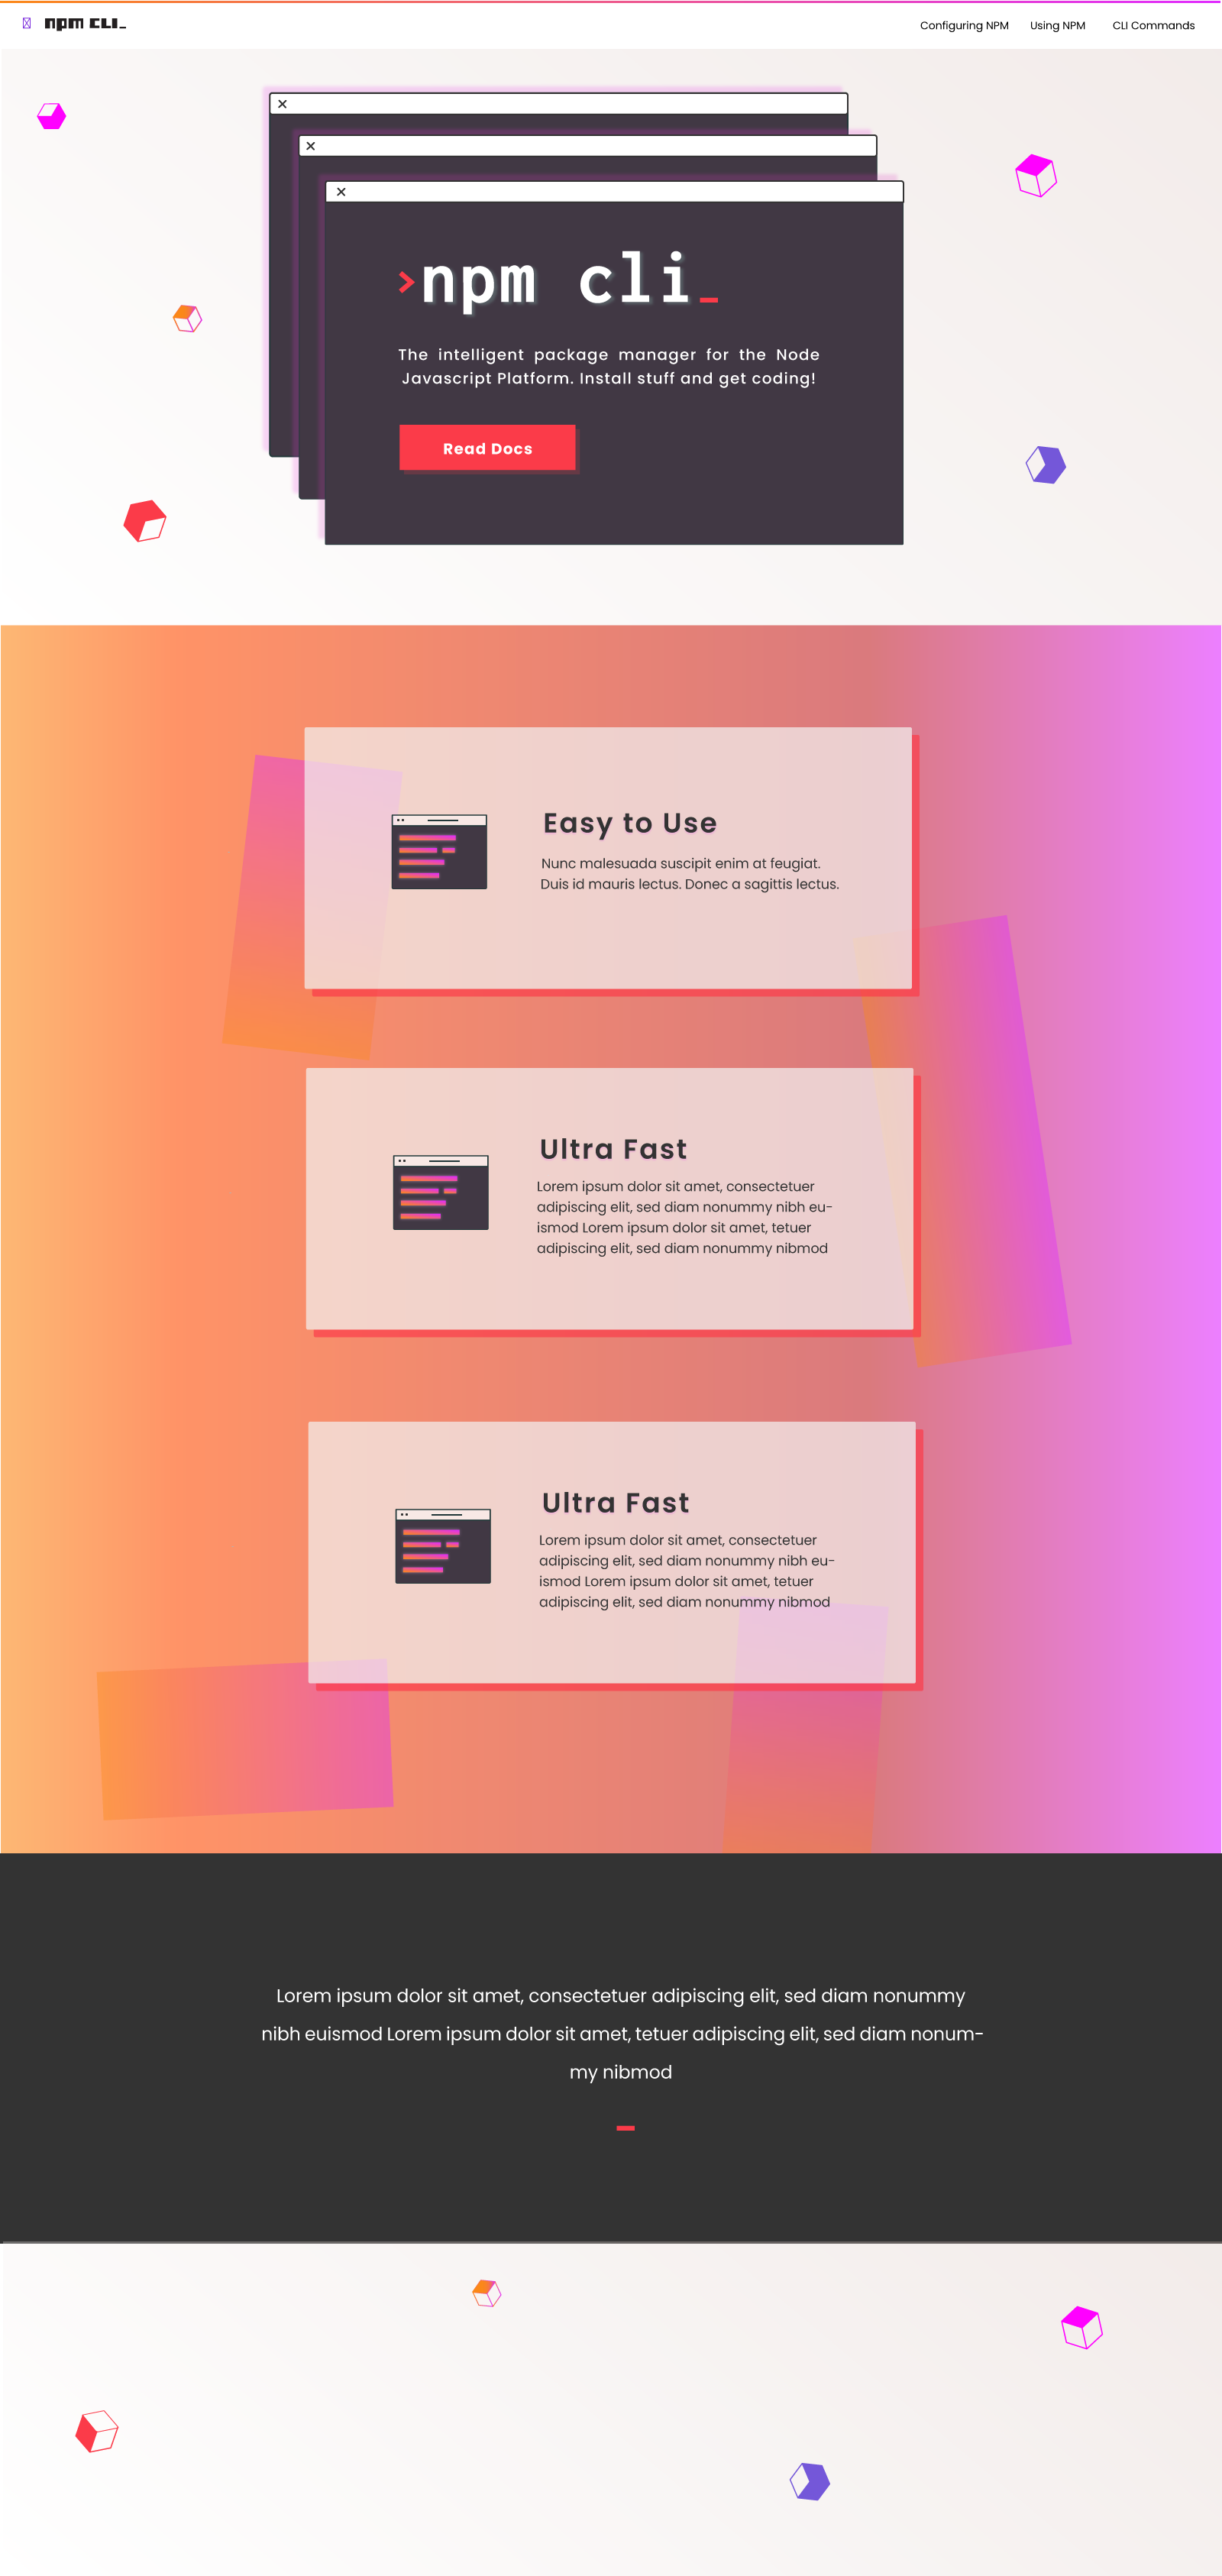 npm CLI_
Configuring NPM Using NPM CLI Commands
>npm cli_
The intelligent package manager for the Node
Javascript Platform. Install stuff and get coding!
Read Docs
Easy to Use
Nunc malesuada suscipit enim at feugiat.
Duis id mauris lectus. Donec a sagittis lectus.
Ultra Fast
Lorem ipsum dolor sit amet, consectetuer
adipiscing elit, sed diam nonummy nibh eu-
ismod Lorem ipsum dolor sit amet, tetuer
adipiscing elit, sed diam nonummy nibmod
Ultra Fast
Lorem ipsum dolor sit amet, consectetuer
adipiscing elit, sed diam nonummy nibh eu-
ismod Lorem ipsum dolor sit amet, tetuer
adipiscing elit, sed diam nonummy nibmod
Lorem ipsum dolor sit amet, consectetuer adipiscing elit, sed diam nonummy
nibh euismod Lorem ipsum dolor sit amet, tetuer adipiscing elit, sed diam nonum-
my nibmod